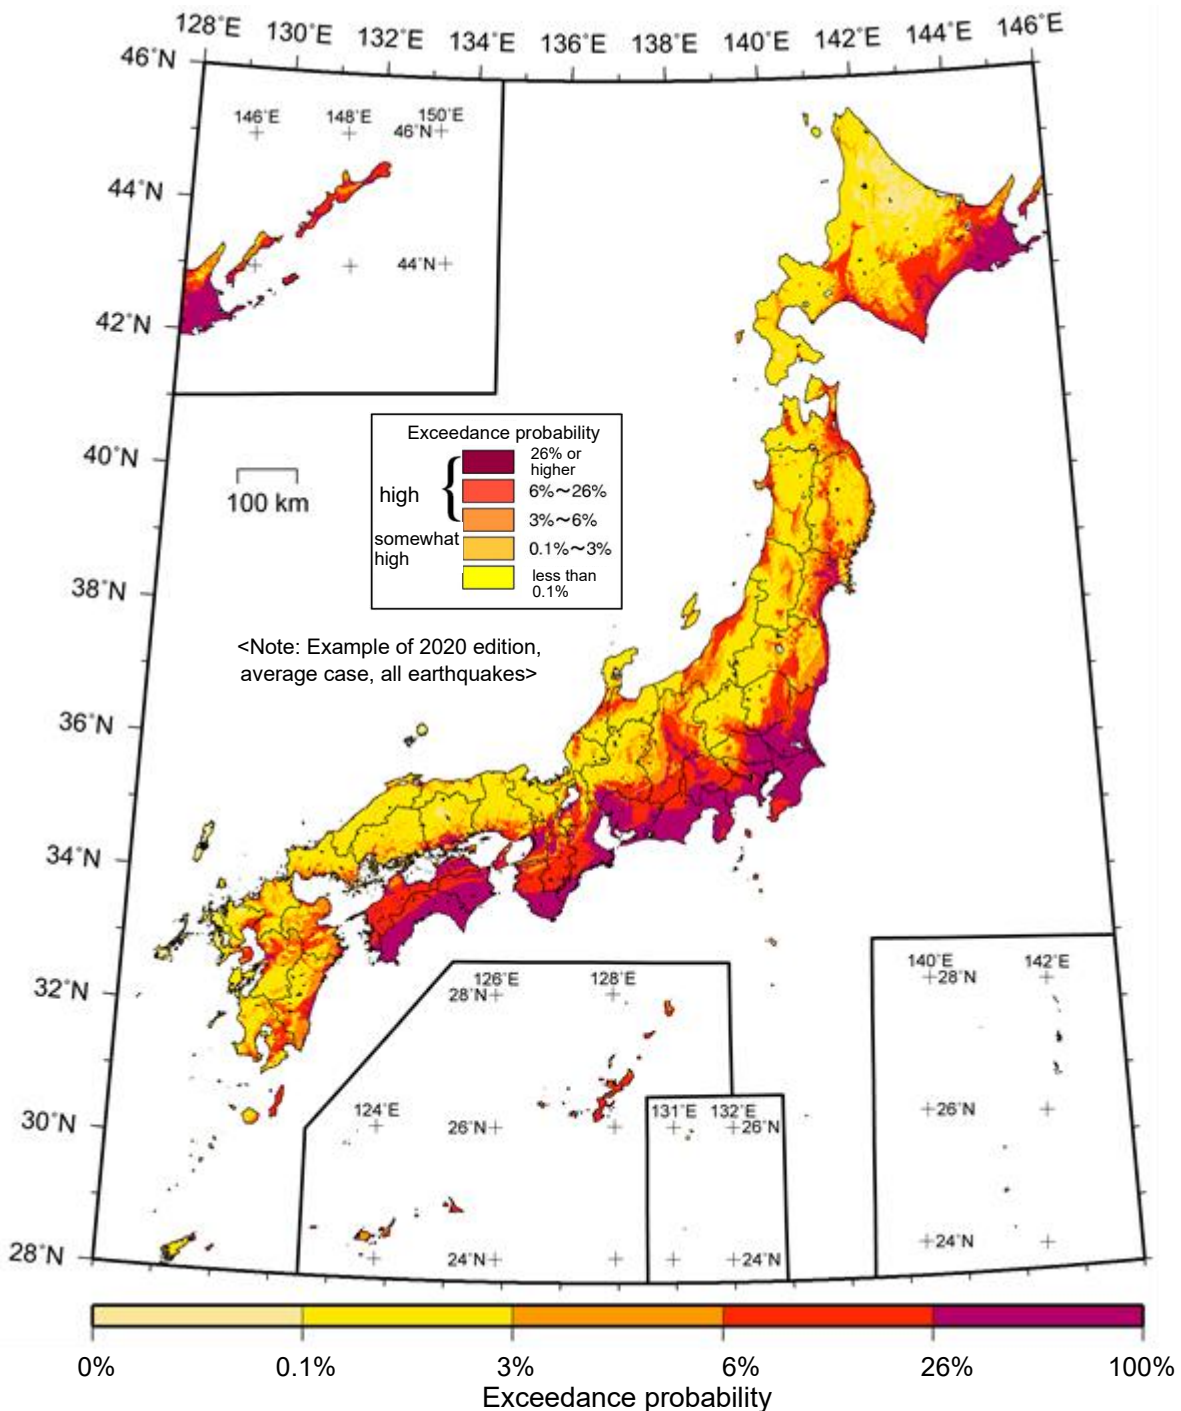 128˚E 130˚E 132˚E 134˚E 136˚E 138˚E 140˚E 142˚E 144˚E 146˚E
46˚N
146˚E 148˚E 150˚E
46˚N
44˚N
44˚N
42˚N
40˚N
100 km
Exceedance probability
26% or
higher
high
6%～26%
3%～6%
somewhat
high
0.1%～3%
less than
0.1%
38˚N
<Note: Example of 2020 edition,
average case, all earthquakes>
36˚N
34˚N
32˚N
126˚E 128˚E
28˚N
140˚E 142˚E
28˚N
30˚N
124˚E
26˚N
131˚E 132˚E
26˚N
26˚N
28˚N
24˚N
24˚N
24˚N
0% 0.1% 3% 6% 26% 100%
Exceedance probability